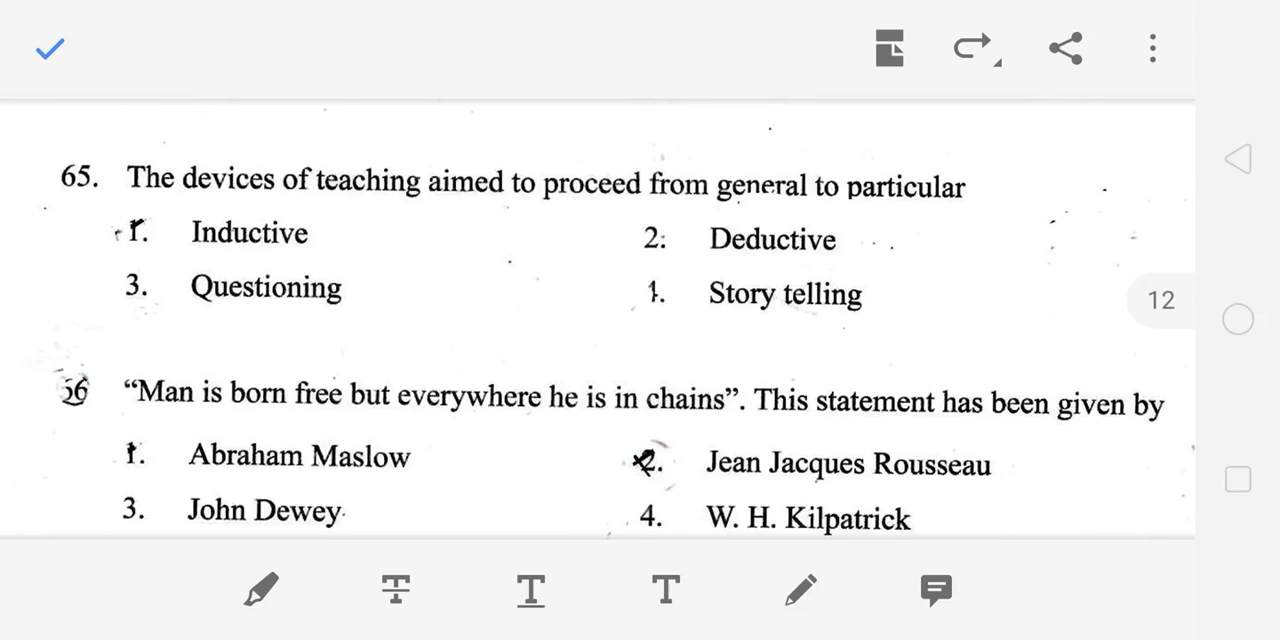 65. The devices of teaching aimed to proceed from general to particular
1. Inductive 2. Deductive
3. Questioning 4. Story telling
12
66 “Man is born free but everywhere he is in chains”. This statement has been given by
1. Abraham Maslow 2. Jean Jacques Rousseau
3. John Dewey 4. W. H. Kilpatrick